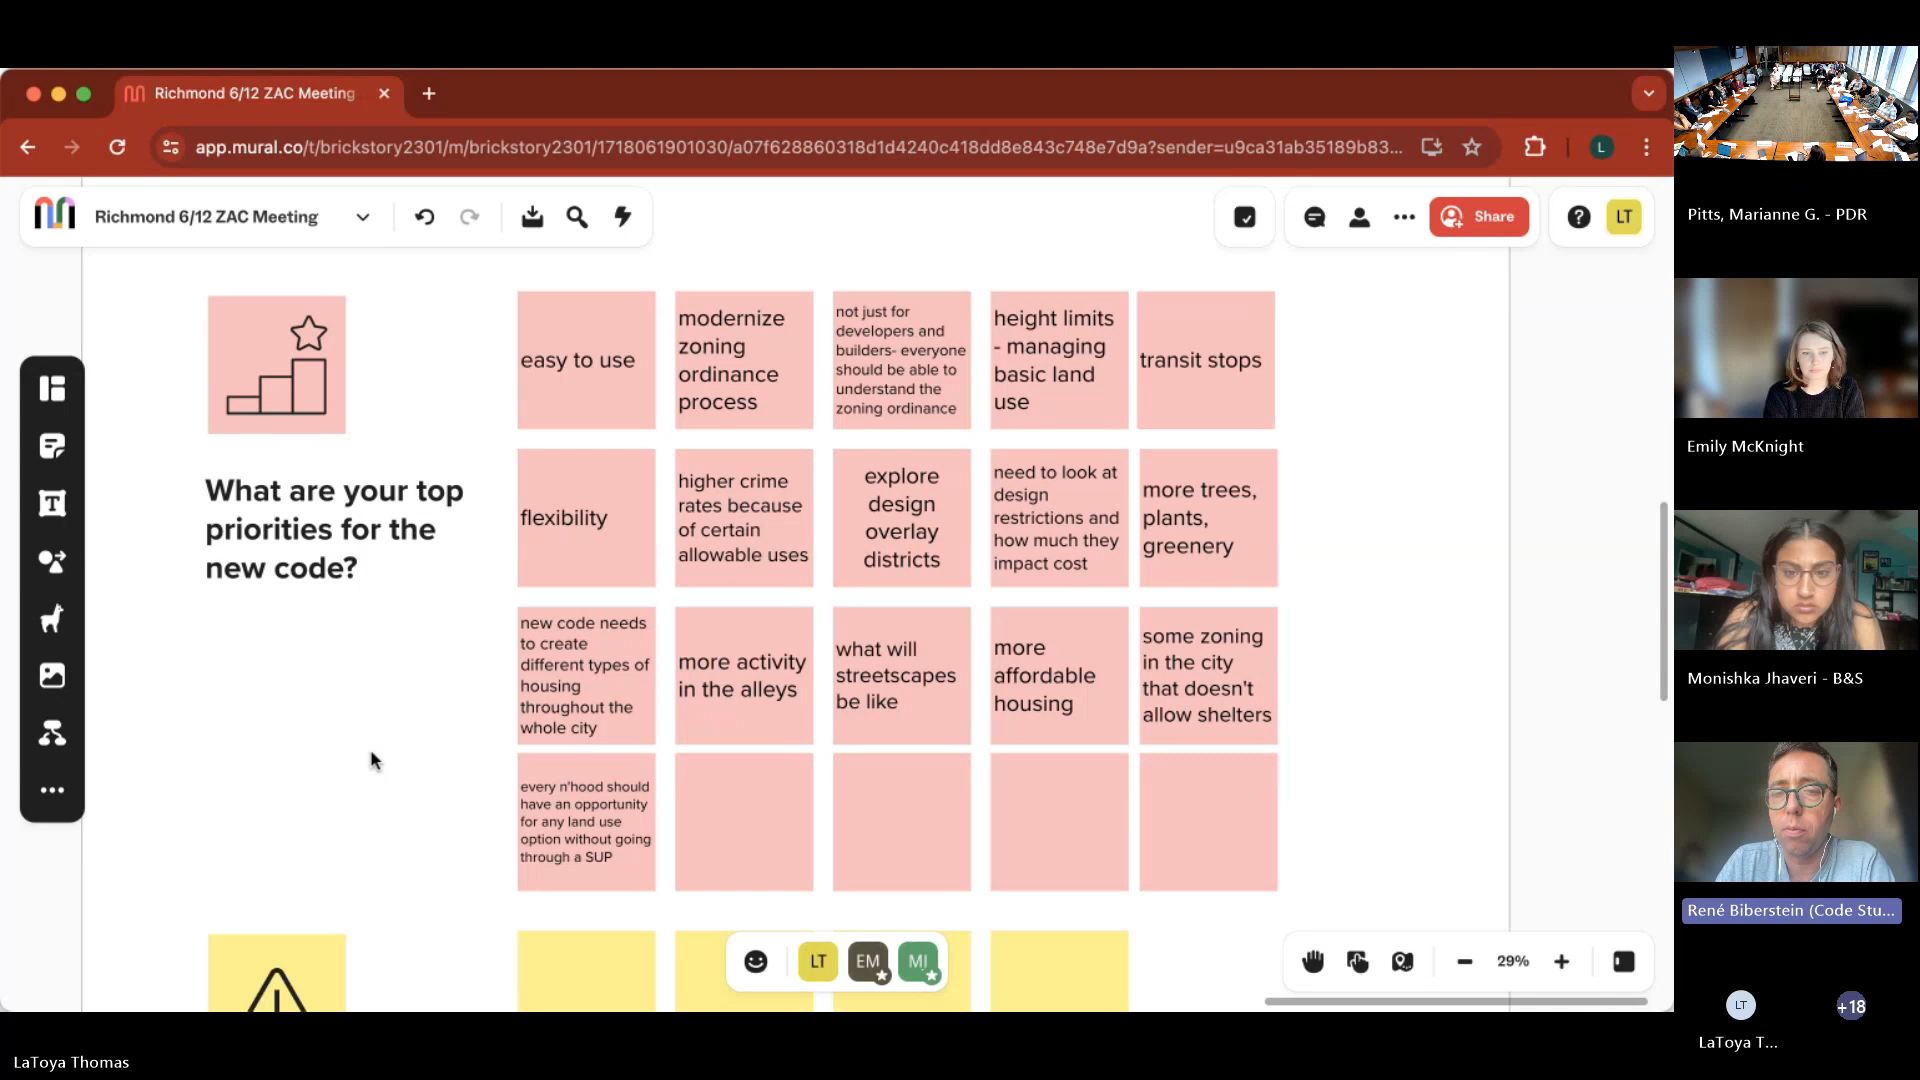 Richmond 6/12 ZAC Meeting
app.mural.co/t/brickstory2301/m/brickstory2301/1718061901030/a07f628860318d1d4240c418dd8e843c748e7d9a?sender=u9ca31ab35189b83...
L
Richmond 6/12 ZAC Meeting
Share
LT
What are your top
priorities for the
new code?
easy to use
modernize
zoning
ordinance
process
not just for
developers and
builders- everyone
should be able to
understand the
zoning ordinance
height limits
- managing
basic land
use
transit stops
flexibility
higher crime
rates because
of certain
allowable uses
explore
design
overlay
districts
need to look at
design
restrictions and
how much they
impact cost
more trees,
plants,
greenery
new code needs
to create
different types of
housing
throughout the
whole city
more activity
in the alleys
what will
streetscapes
be like
more
affordable
housing
some zoning
in the city
that doesn't
allow shelters
every n'hood should
have an opportunity
for any land use
option without going
through a SUP
LT
EM
MJ
29%
Pitts, Marianne G. - PDR
Emily McKnight
Monishka Jhaveri - B&S
René Biberstein (Code Stu...
LT
+18
LaToya T...
LaToya Thomas